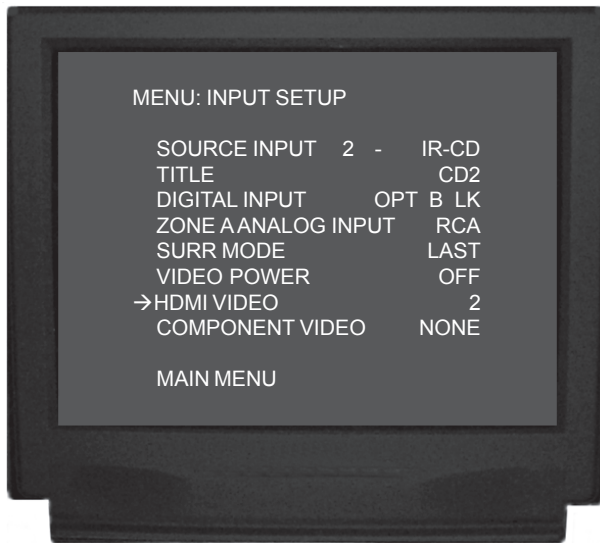 MENU: INPUT SETUP
SOURCE INPUT 2 - IR-CD
TITLE CD2
DIGITAL INPUT OPT B LK
ZONE A ANALOG INPUT RCA
SURR MODE LAST
VIDEO POWER OFF
→HDMI VIDEO 2
COMPONENT VIDEO NONE
MAIN MENU